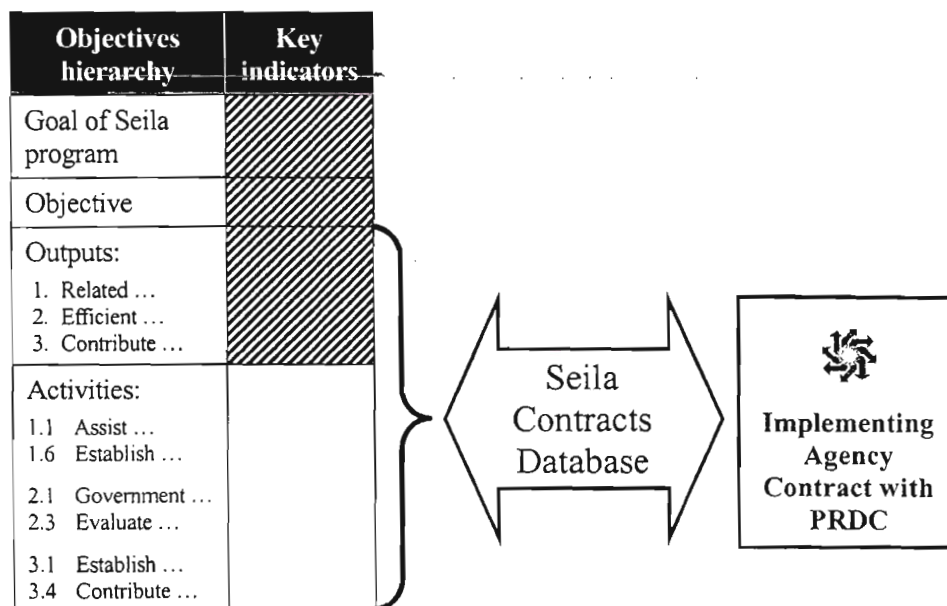 Objectives
hierarchy
Key
indicators
Goal of Seila
program
Objective
Outputs:
1. Related ...
2. Efficient ...
3. Contribute ...
Activities:
1.1 Assist ...
1.6 Establish ...
2.1 Government ...
2.3 Evaluate ...
3.1 Establish ...
3.4 Contribute ...
Seila
Contracts
Database
Implementing
Agency
Contract with
PRDC